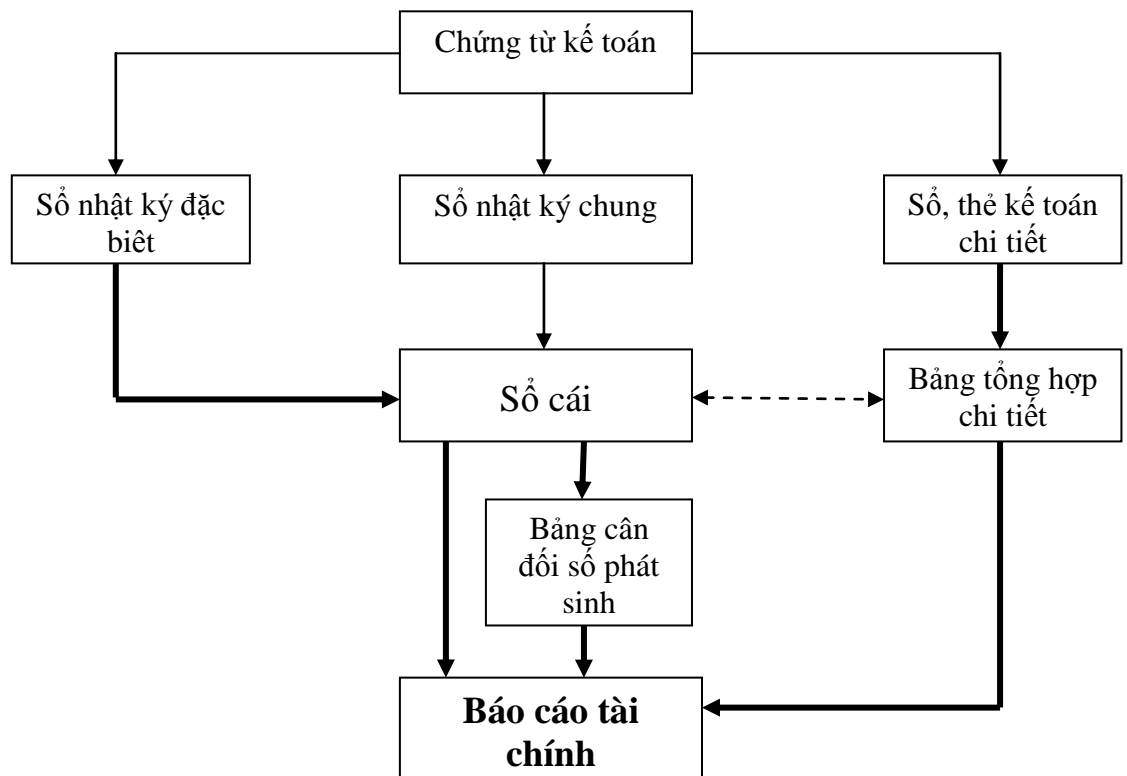 Chứng từ kế toán
Sổ nhật ký đặc
biêt
Sổ nhật ký chung
Sổ, thẻ kế toán
chi tiết
Sổ cái
Bảng tổng hợp
chi tiết
Bảng cân
đối số phát
sinh
Báo cáo tài
chính